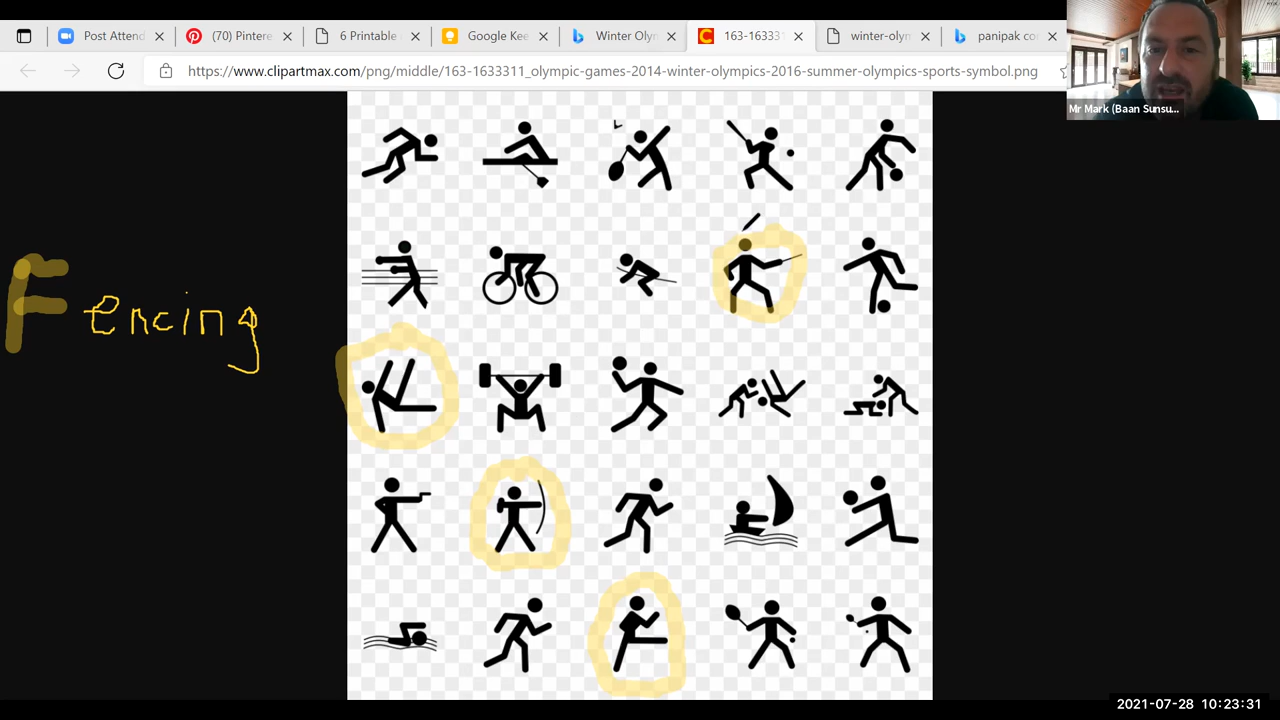 Post Attend
(70) Pintere
6 Printable
Google Kee
Winter Olym
163-16333
winter-olyn
panipak co
https://www.clipartmax.com/png/middle/163-1633311_olympic-games-2014-winter-olympics-2016-summer-olympics-sports-symbol.png
Mr Mark (Baan Sunsu...
Fencing
2021-07-28 10:23:31